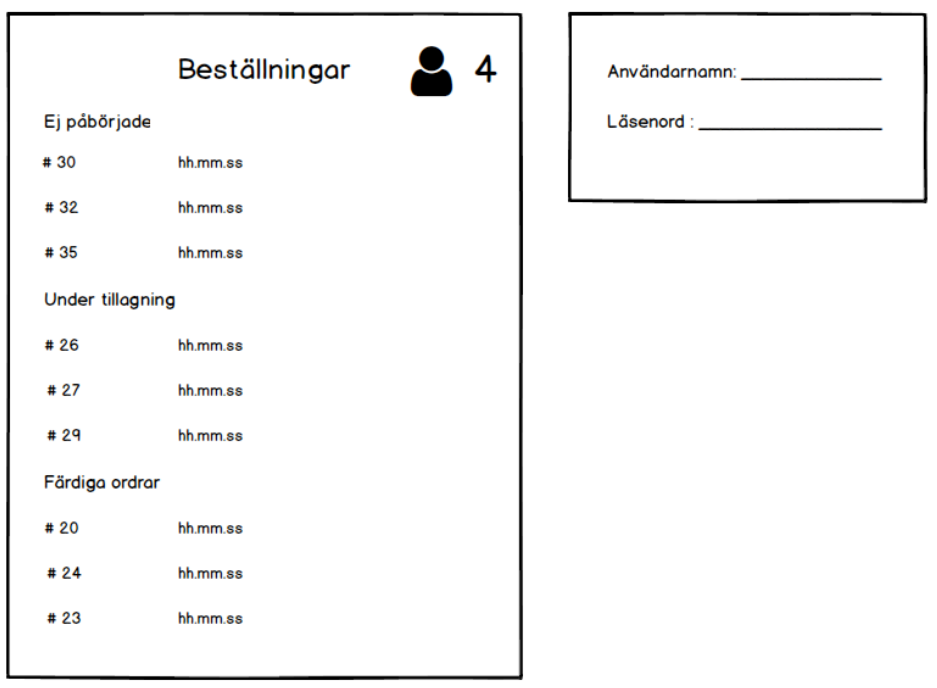 Beställningar 4
Ej påbörjade
# 30 hh.mm.ss
# 32 hh.mm.ss
# 35 hh.mm.ss
Under tillagning
# 26 hh.mm.ss
# 27 hh.mm.ss
# 29 hh.mm.ss
Färdiga ordrar
# 20 hh.mm.ss
# 24 hh.mm.ss
# 23 hh.mm.ss
Användarnamn: ________________
Läsenord : _____________________